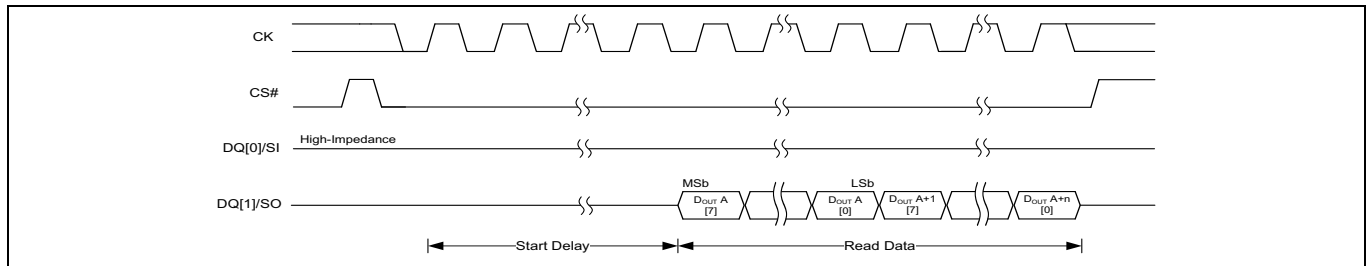 CK
CS#
DQ[0]/SI High-Impedance
DQ[1]/SO
MSb LSb
DOUT A [7]
DOUT A [0]
DOUT A+1 [7]
DOUT A+n [0]
Start Delay Read Data